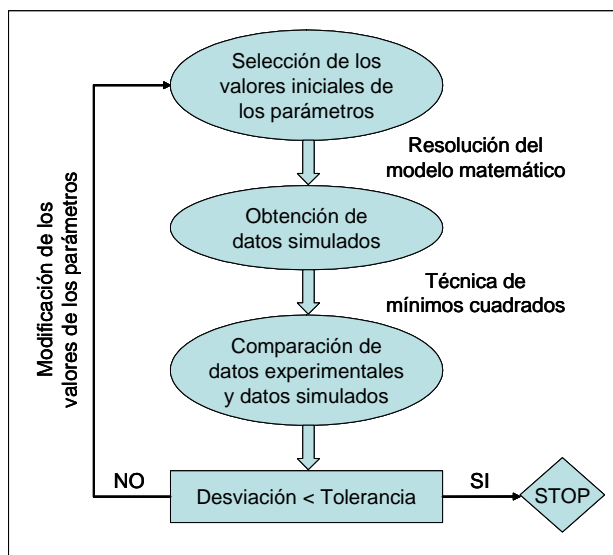 Selección de los
valores iniciales de
los parámetros
Resolución del
modelo matemático
Obtención de
datos simulados
Técnica de
mínimos cuadrados
Comparación de
datos experimentales
y datos simulados
Desviación < Tolerancia
NO
SI
STOP
Modificación de los
valores de los parámetros